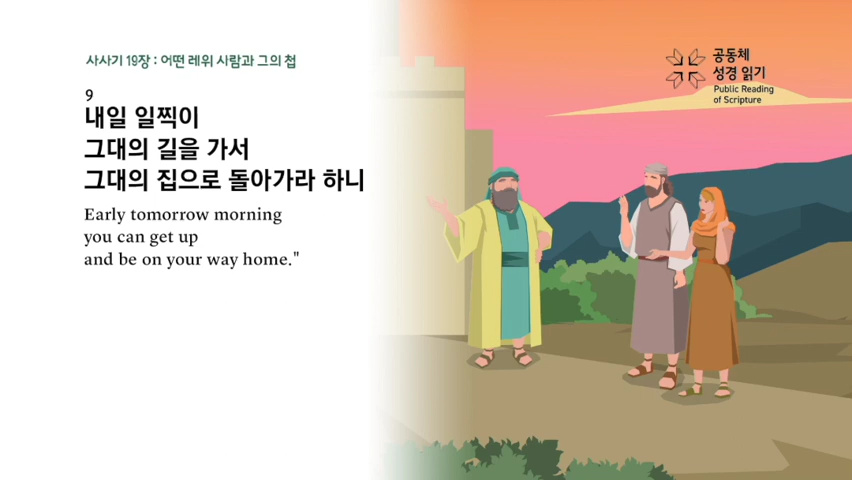 사사기 19장 : 어떤 레위 사람과 그의 첩
9
내일 일찍이
그대의 길을 가서
그대의 집으로 돌아가라 하니
Early tomorrow morning
you can get up
and be on your way home."
공동체
성경 읽기
Public Reading
of Scripture